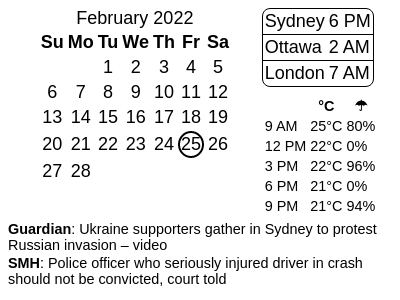 February 2022
Su Mo Tu We Th Fr Sa
1 2 3 4 5
6 7 8 9 10 11 12
13 14 15 16 17 18 19
20 21 22 23 24 25 26
27 28
Sydney 6 PM
Ottawa 2 AM
London 7 AM
°C ☂
9 AM 25°C 80%
12 PM 22°C 0%
3 PM 22°C 96%
6 PM 21°C 0%
9 PM 21°C 94%
Guardian: Ukraine supporters gather in Sydney to protest
Russian invasion – video
SMH: Police officer who seriously injured driver in crash
should not be convicted, court told